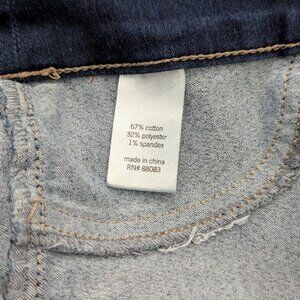 67% cotton
32% polyester
1% spandex
made in china
RN# 88083